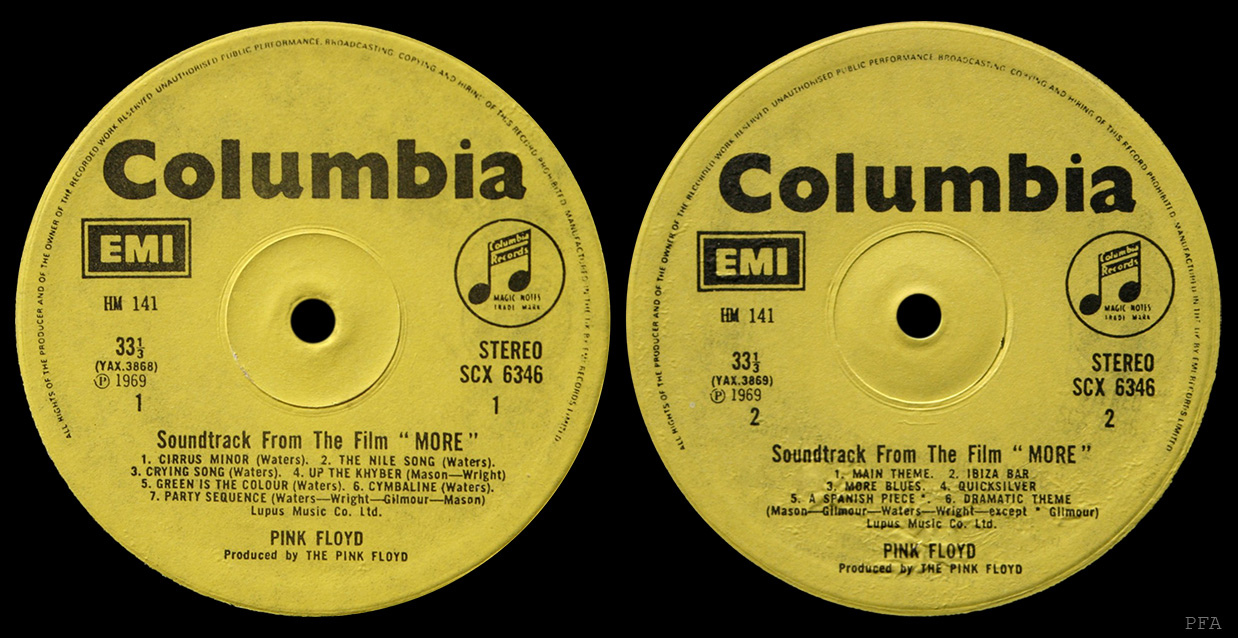 ALL RIGHTS OF THE PRODUCER AND OF THE OWNER OF THE RECORDED WORK RESERVED. UNAUTHORISED PUBLIC PERFORMANCE, BROADCASTING, COPYING AND HIRING OF THIS RECORD PROHIBITED. MANUFACTURED IN THE U.K. BY EMI RECORDS LIMITED
Columbia
EMI
Columbia
Records
MAGIC NOTES
TRADE MARK
HM 141
33⅓
(YAX.3868)
Ⓟ 1969
1
STEREO
SCX 6346
1
Soundtrack From The Film “ MORE ”
1. CIRRUS MINOR (Waters). 2. THE NILE SONG (Waters).
3. CRYING SONG (Waters). 4. UP THE KHYBER (Mason—Wright)
5. GREEN IS THE COLOUR (Waters). 6. CYMBALINE (Waters).
7. PARTY SEQUENCE (Waters—Wright—Gilmour—Mason)
Lupus Music Co. Ltd.
PINK FLOYD
Produced by THE PINK FLOYD
ALL RIGHTS OF THE PRODUCER AND OF THE OWNER OF THE RECORDED WORK RESERVED. UNAUTHORISED PUBLIC PERFORMANCE, BROADCASTING, COPYING AND HIRING OF THIS RECORD PROHIBITED. MANUFACTURED IN THE U.K. BY EMI RECORDS LIMITED
Columbia
EMI
Columbia
Records
MAGIC NOTES
TRADE MARK
HM 141
33⅓
(YAX.3869)
Ⓟ 1969
2
STEREO
SCX 6346
2
Soundtrack From The Film “ MORE ”
1. MAIN THEME. 2. IBIZA BAR.
3. MORE BLUES. 4. QUICKSILVER
5. A SPANISH PIECE *. 6. DRAMATIC THEME
(Mason—Gilmour—Waters—Wright—except * Gilmour)
Lupus Music Co. Ltd.
PINK FLOYD
Produced by THE PINK FLOYD
PFA